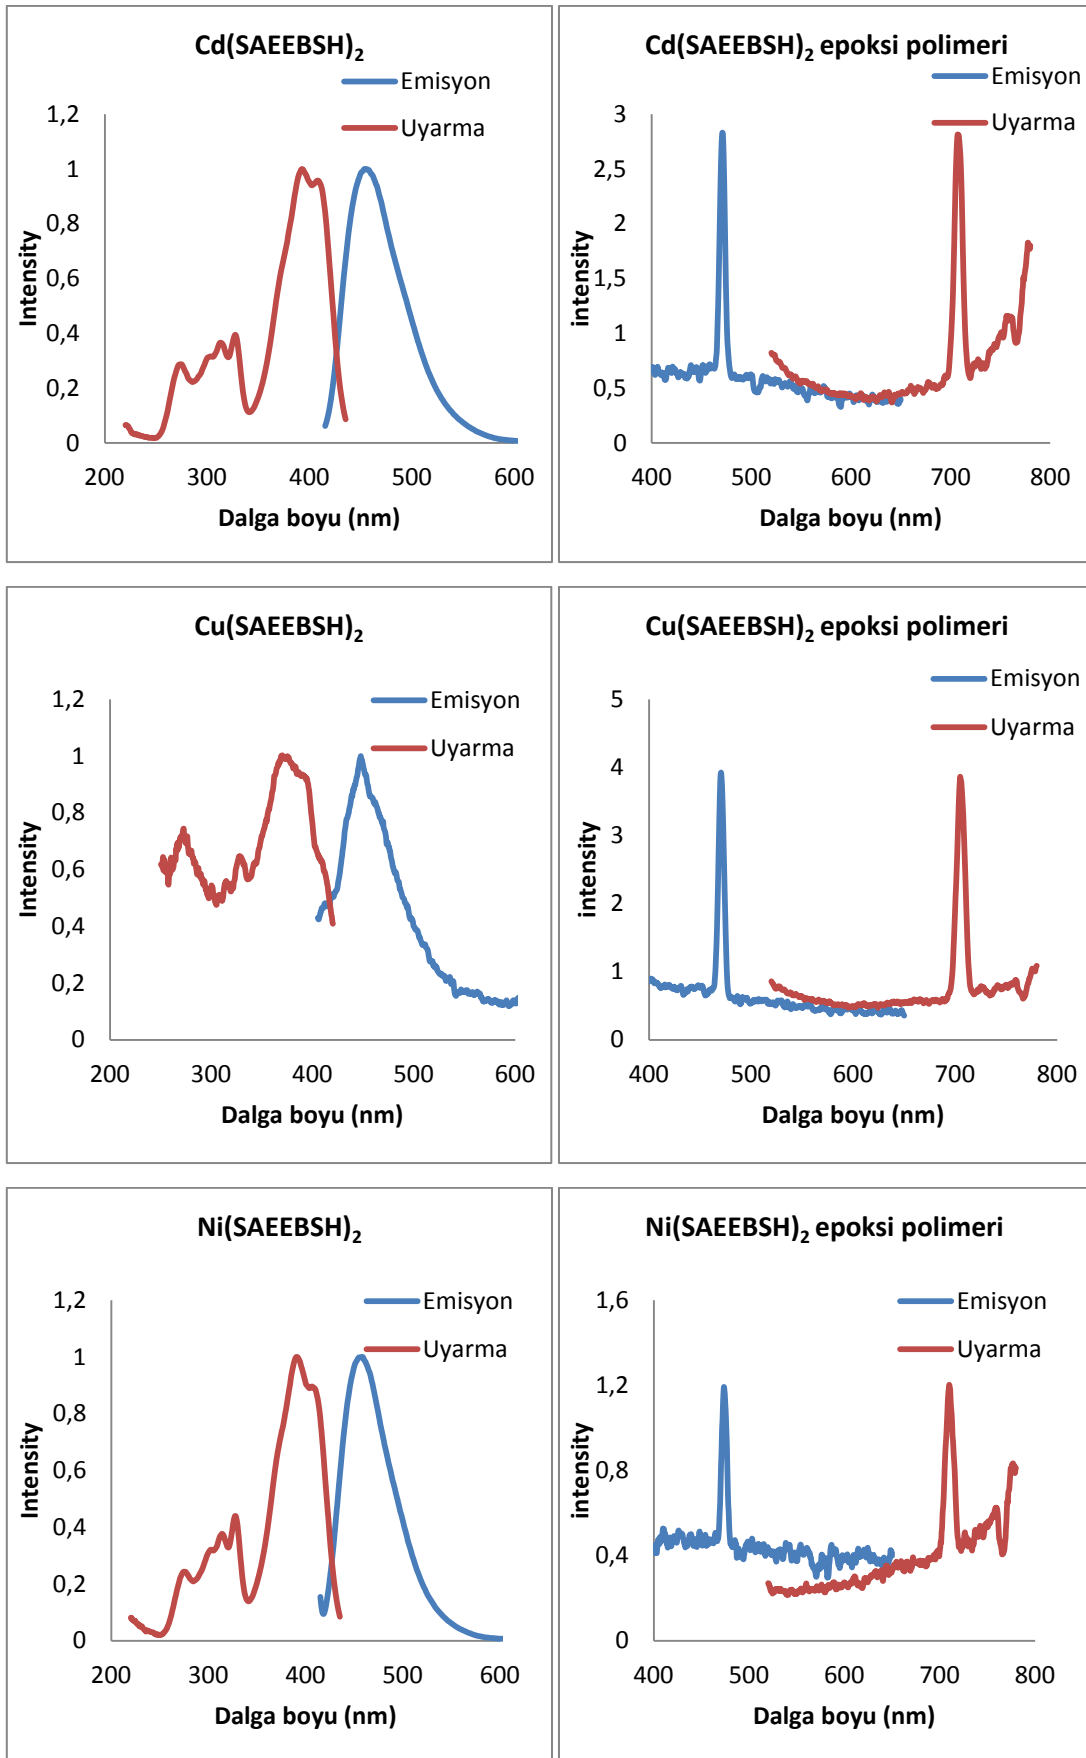 Cd(SAEEBSH)₂
Emisyon
Uyarma
1,2
1
0,8
0,6
0,4
0,2
0
Intensity
200 300 400 500 600
Dalga boyu (nm)
Cd(SAEEBSH)₂ epoksi polimeri
Emisyon
Uyarma
3
2,5
2
1,5
1
0,5
0
intensity
400 500 600 700 800
Dalga boyu (nm)
Cu(SAEEBSH)₂
Emisyon
Uyarma
1,2
1
0,8
0,6
0,4
0,2
0
Intensity
200 300 400 500 600
Dalga boyu (nm)
Cu(SAEEBSH)₂ epoksi polimeri
Emisyon
Uyarma
5
4
3
2
1
0
intensity
400 500 600 700 800
Dalga boyu (nm)
Ni(SAEEBSH)₂
Emisyon
Uyarma
1,2
1
0,8
0,6
0,4
0,2
0
Intensity
200 300 400 500 600
Dalga boyu (nm)
Ni(SAEEBSH)₂ epoksi polimeri
Emisyon
Uyarma
1,6
1,2
0,8
0,4
0
intensity
400 500 600 700 800
Dalga boyu (nm)